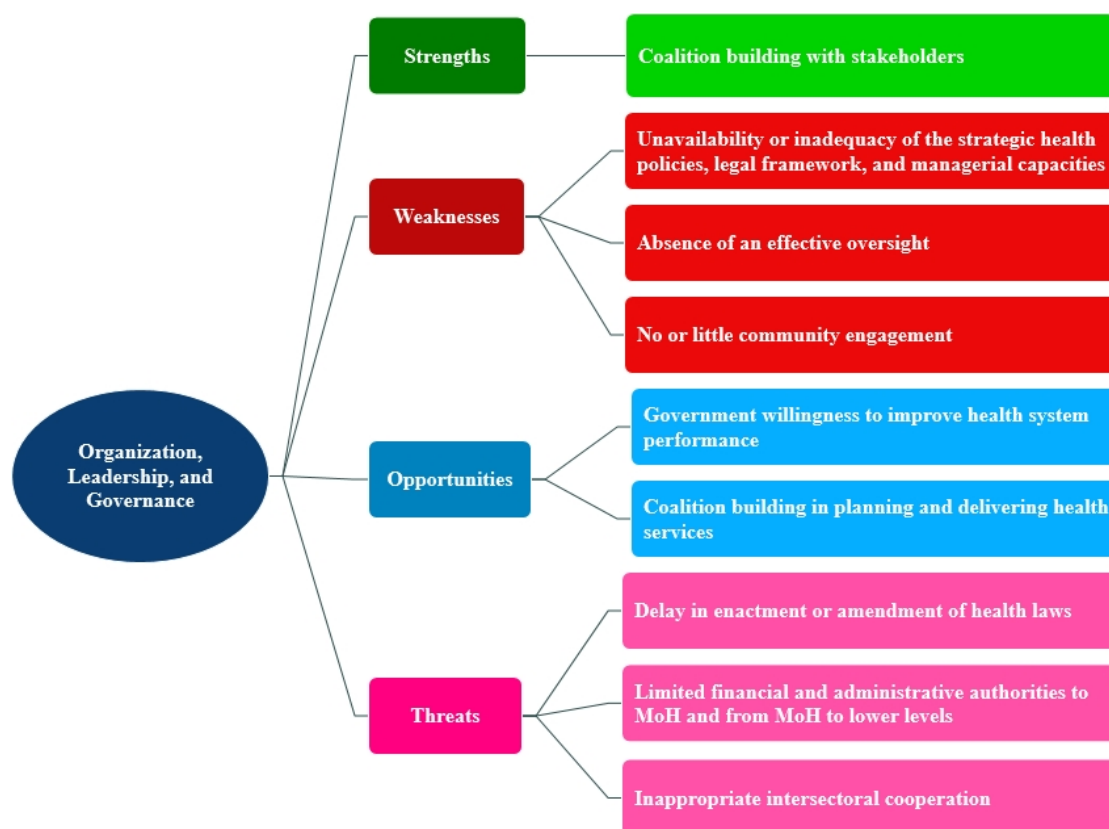 Strengths
Coalition building with stakeholders
Weaknesses
Unavailability or inadequacy of the strategic health
policies, legal framework, and managerial capacities
Absence of an effective oversight
No or little community engagement
Organization,
Leadership, and
Governance
Opportunities
Government willingness to improve health system
performance
Coalition building in planning and delivering health
services
Threats
Delay in enactment or amendment of health laws
Limited financial and administrative authorities to
MoH and from MoH to lower levels
Inappropriate intersectoral cooperation